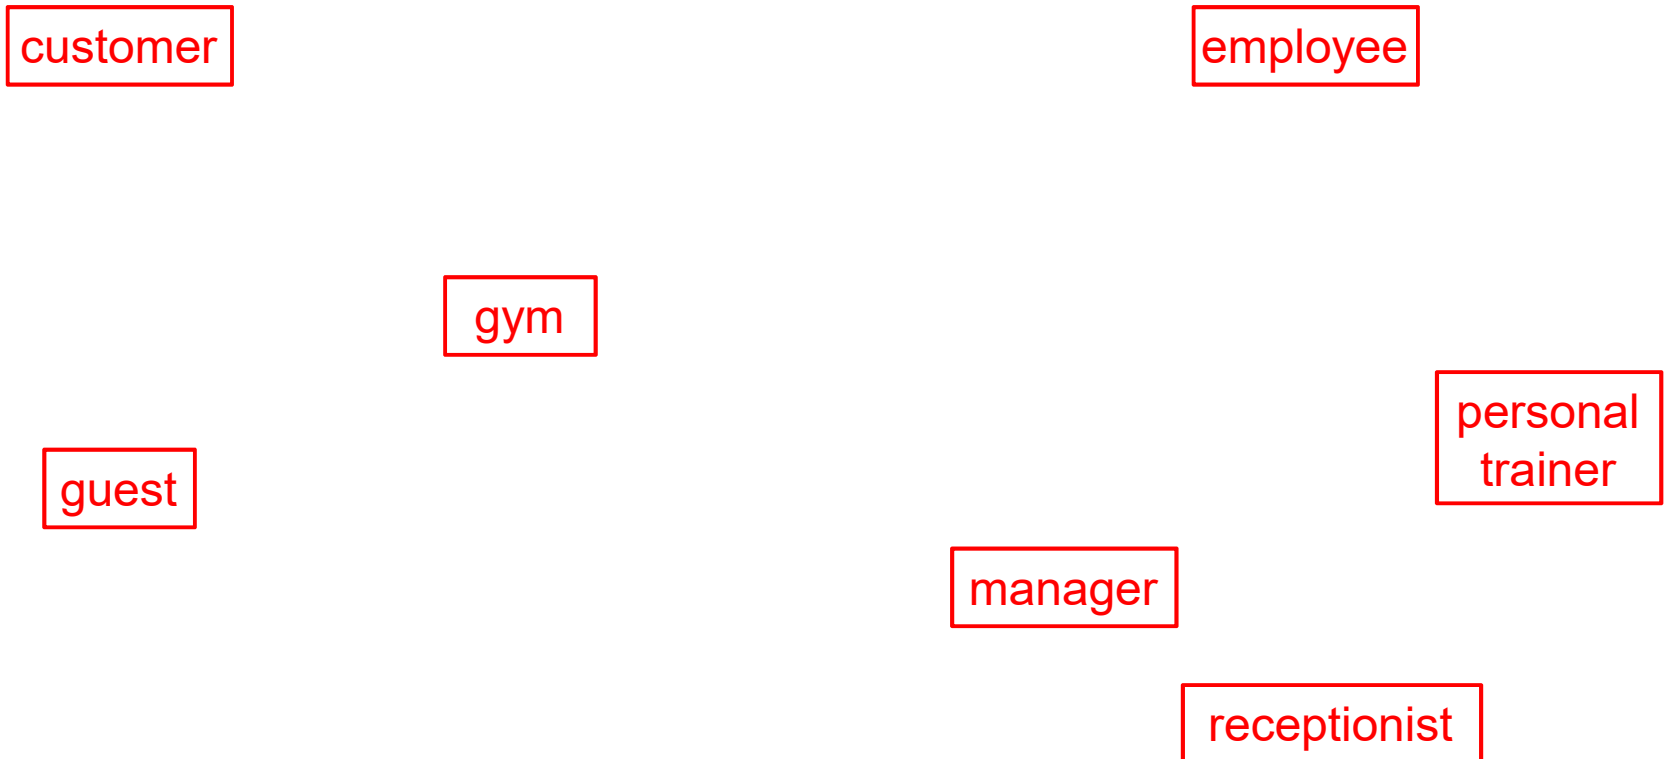 customer
employee
gym
personal
trainer
guest
manager
receptionist